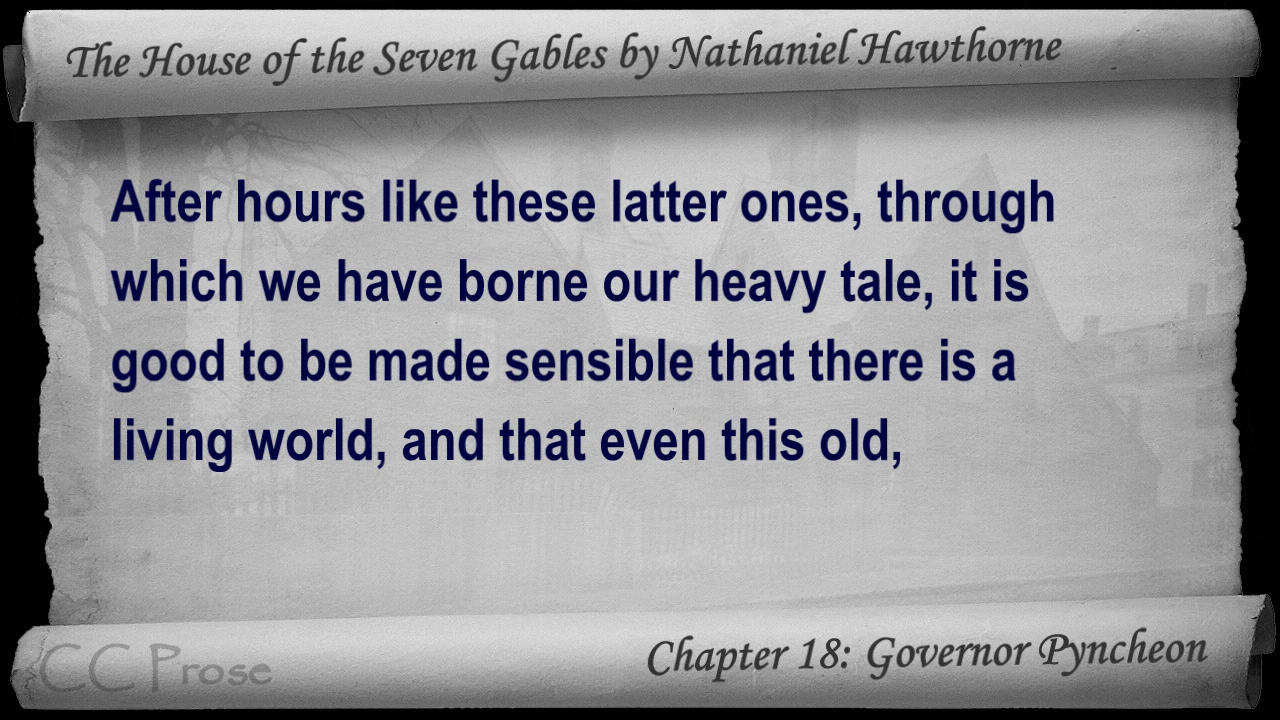 The House of the Seven Gables by Nathaniel Hawthorne
After hours like these latter ones, through
which we have borne our heavy tale, it is
good to be made sensible that there is a
living world, and that even this old,
CC Prose
Chapter 18: Governor Pyncheon